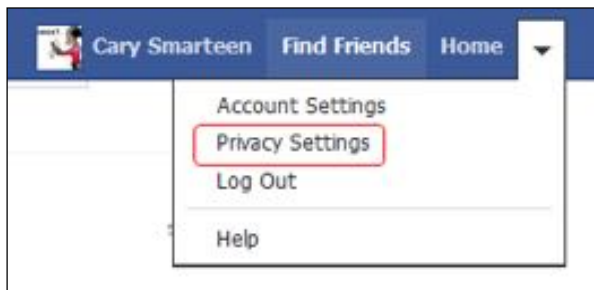 Cary Smarteen Find Friends Home
Account Settings
Privacy Settings
Log Out
Help